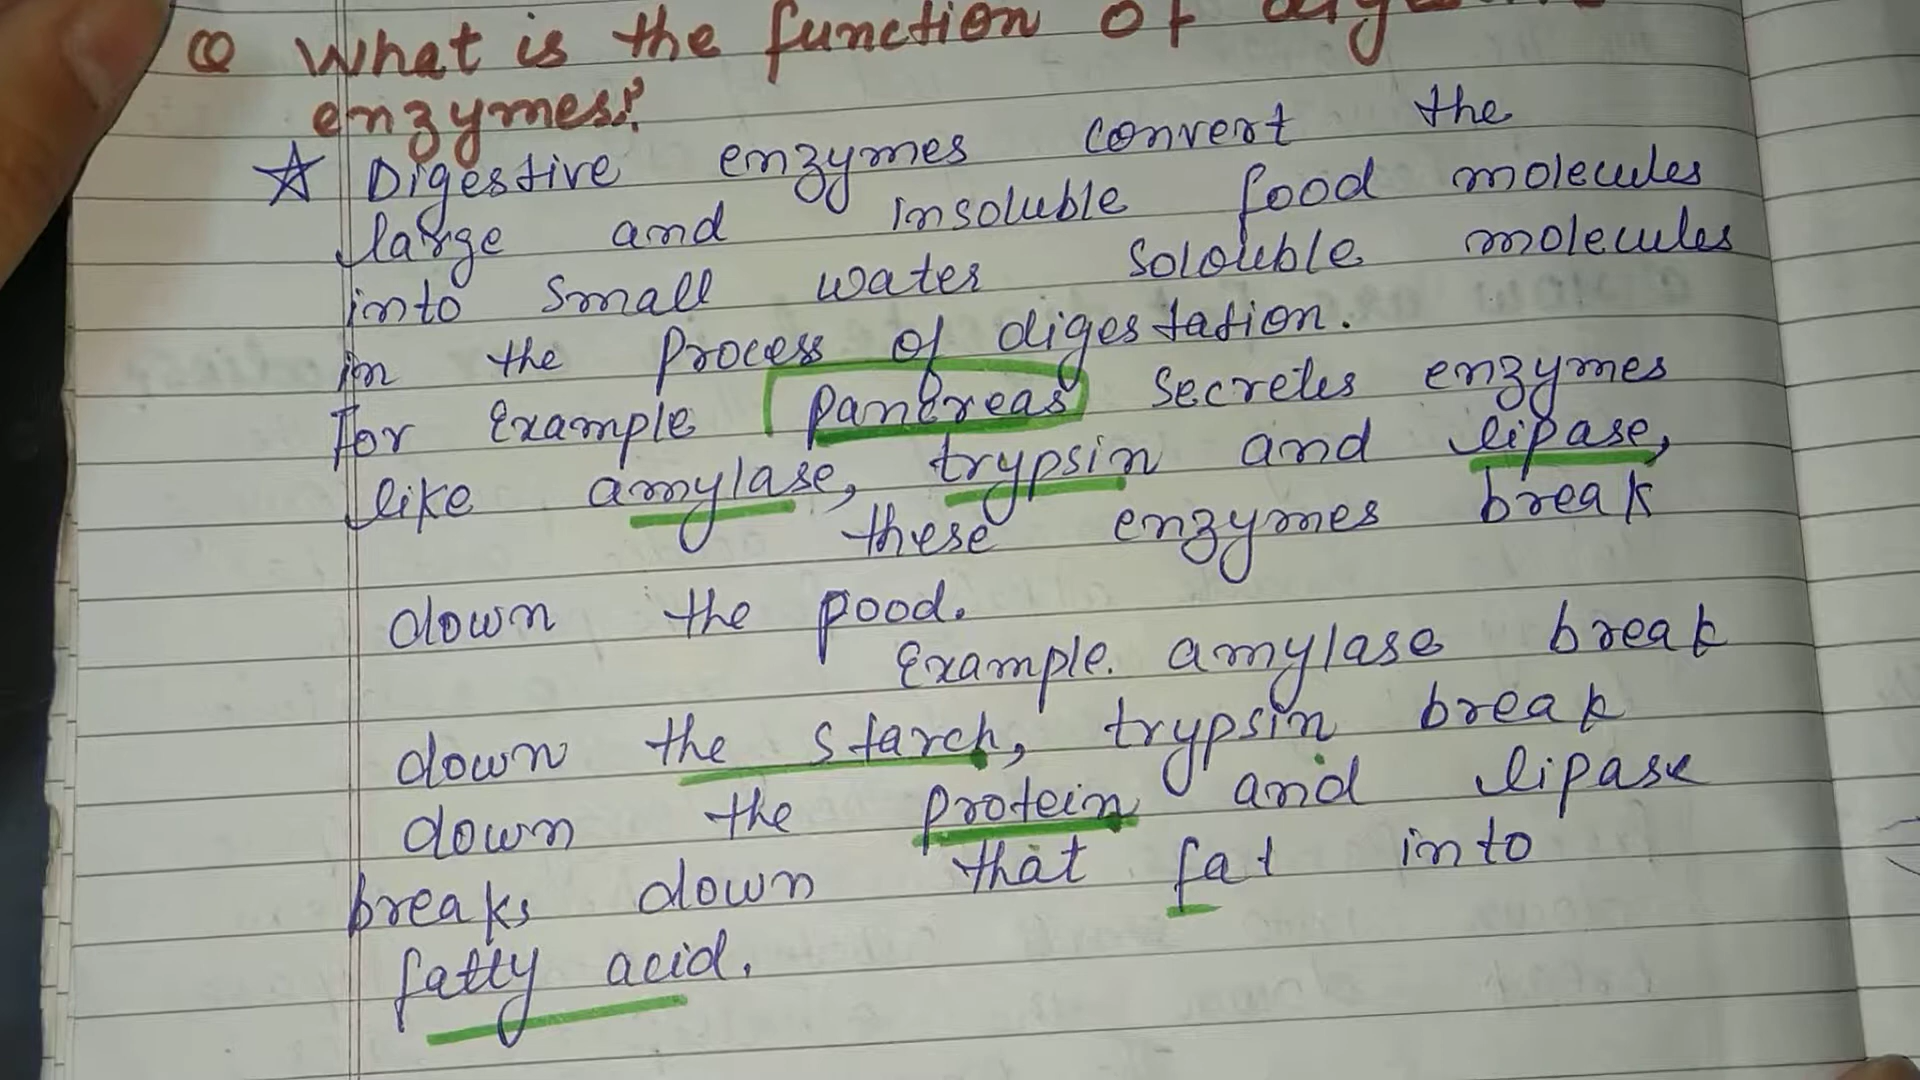 Q What is the function of
enzymes?
☆ Digestive enzymes convert the
large and insoluble food molecules
into small water solouble molecules
in the process of digestation.
For example pancreas secretes enzymes
like amylase, trypsin and lipase,
these enzymes break
down the pood.
Example. amylase break
down the starch, trypsin break
down the protein and lipase
breaks down that fat into
fatty acid.